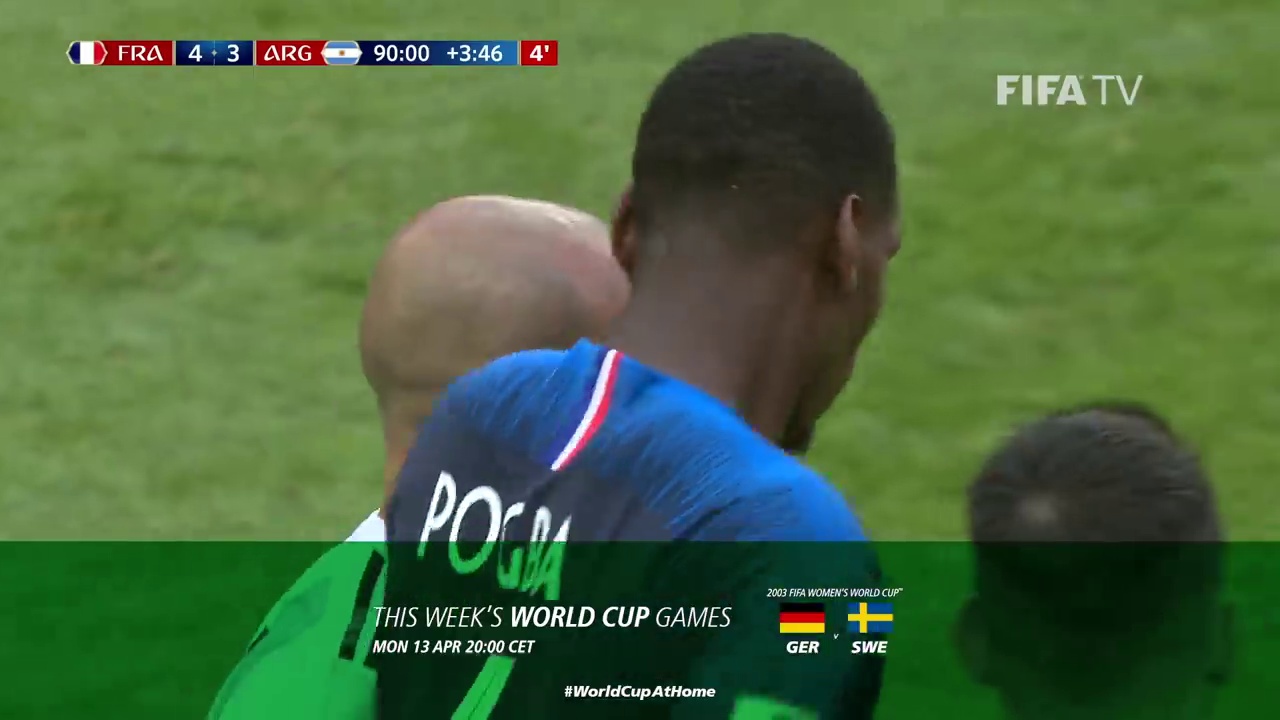 FRA 4 - 3 ARG 90:00 +3:46 4'
FIFA TV
POGBA
2003 FIFA WOMEN'S WORLD CUP™
THIS WEEK'S WORLD CUP GAMES
MON 13 APR 20:00 CET
GER v SWE
#WorldCupAtHome